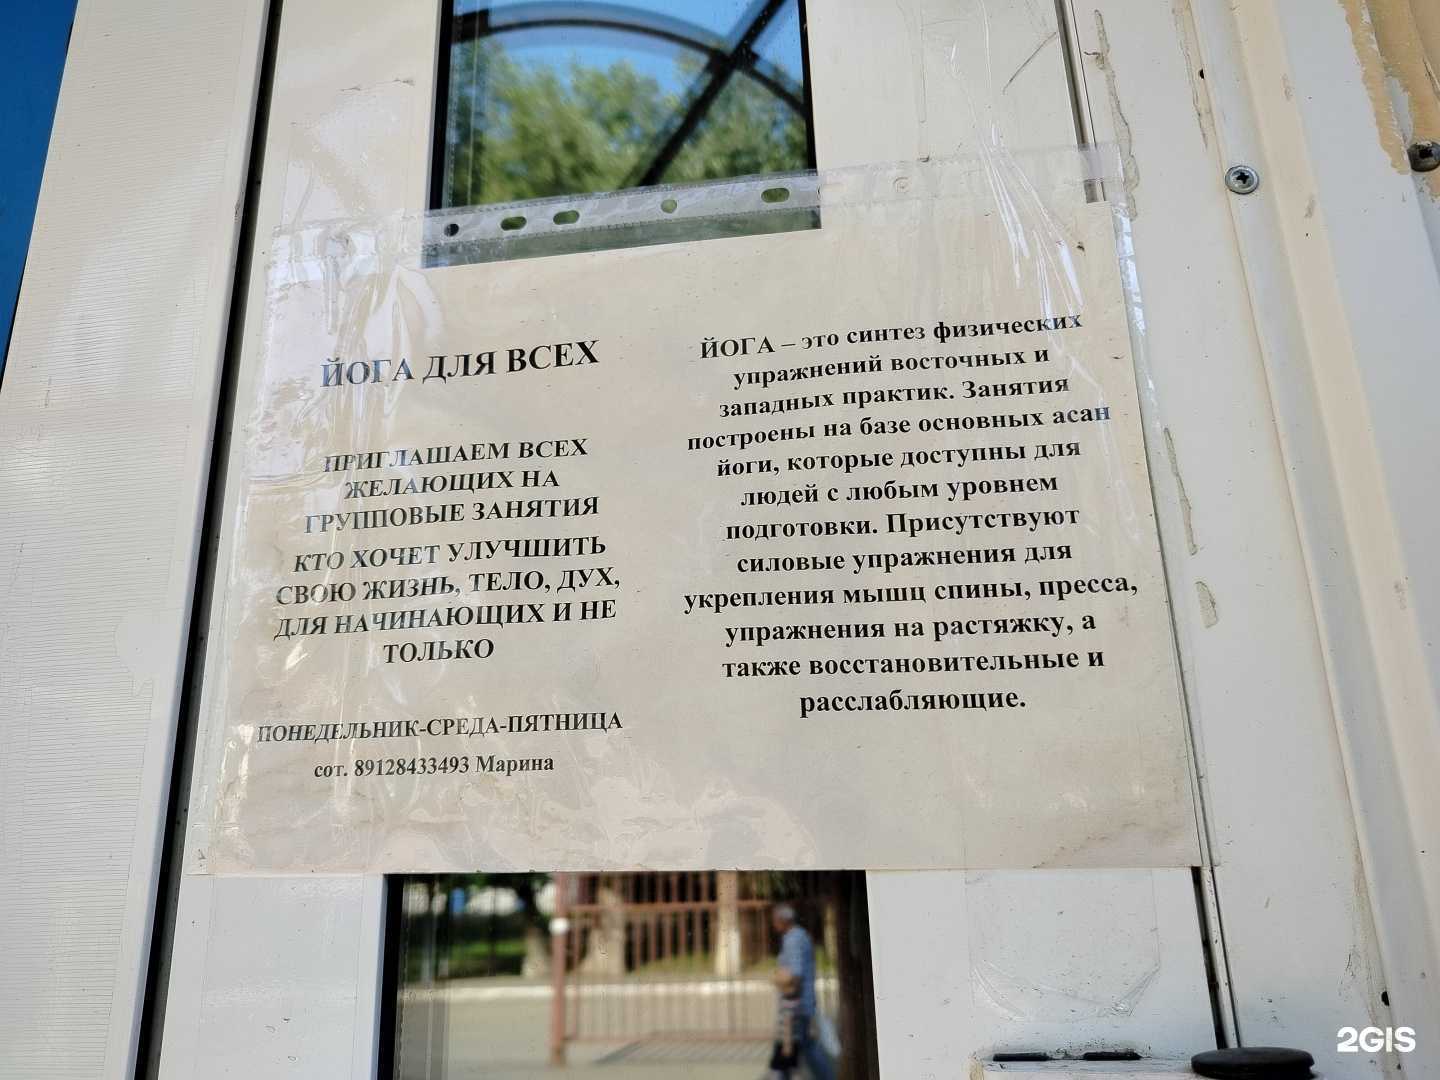 ЙОГА ДЛЯ ВСЕХ
ПРИГЛАШАЕМ ВСЕХ
ЖЕЛАЮЩИХ НА
ГРУППОВЫЕ ЗАНЯТИЯ
КТО ХОЧЕТ УЛУЧШИТЬ
СВОЮ ЖИЗНЬ, ТЕЛО, ДУХ,
ДЛЯ НАЧИНАЮЩИХ И НЕ
ТОЛЬКО
ПОНЕДЕЛЬНИК-СРЕДА-ПЯТНИЦА
сот. 89128433493 Марина
ЙОГА – это синтез физических
упражнений восточных и
западных практик. Занятия
построены на базе основных асан
йоги, которые доступны для
людей с любым уровнем
подготовки. Присутствуют
силовые упражнения для
укрепления мышц спины, пресса,
упражнения на растяжку, а
также восстановительные и
расслабляющие.
2GIS